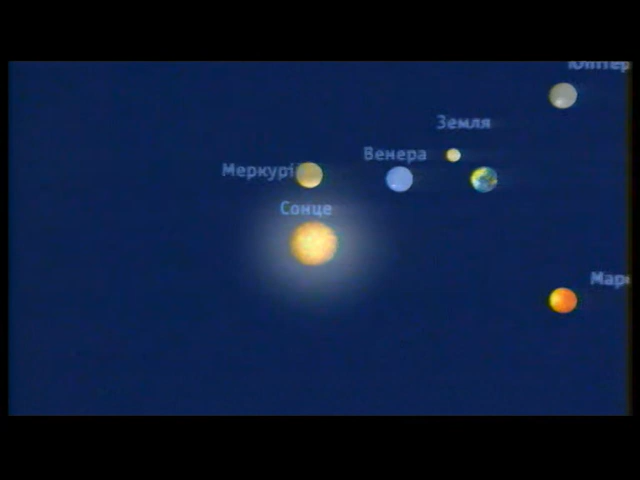 Земля
Венера
Меркурі
Сонце